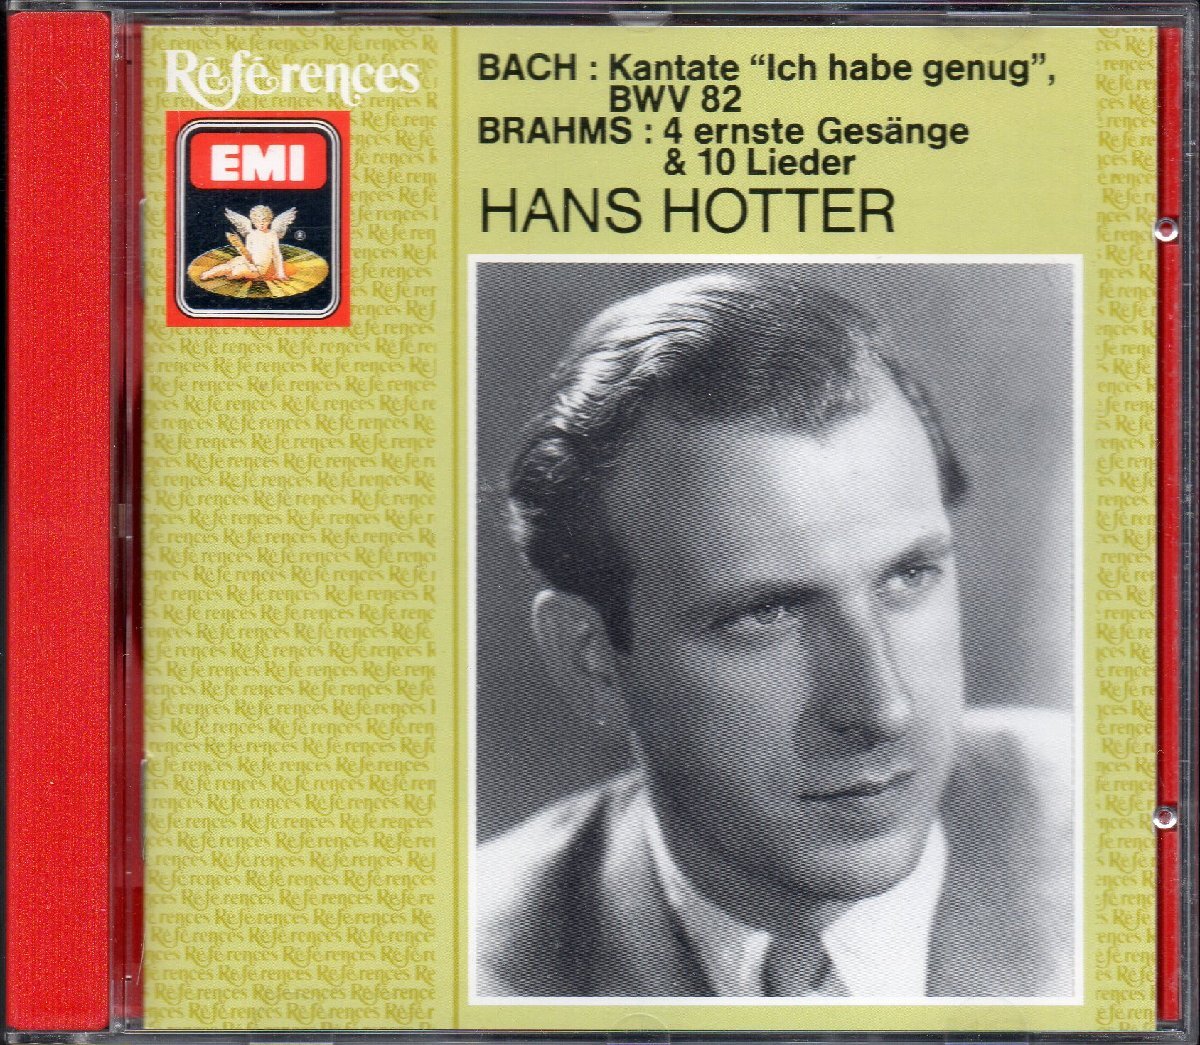 Références
EMI
®
BACH : Kantate “Ich habe genug”,
BWV 82
BRAHMS : 4 ernste Gesänge
& 10 Lieder
HANS HOTTER